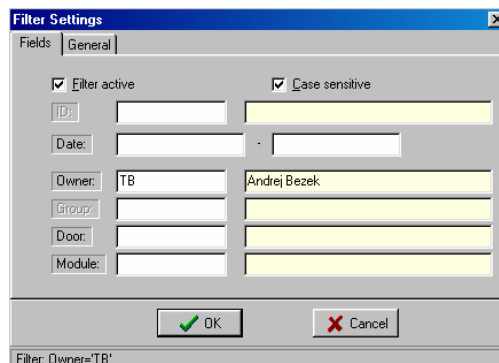 Filter Settings
Fields General
Filter active Case sensitive
ID:
Date: -
Owner: TB Andrej Bezek
Group:
Door:
Module:
OK Cancel
Filter: Owner='TB'